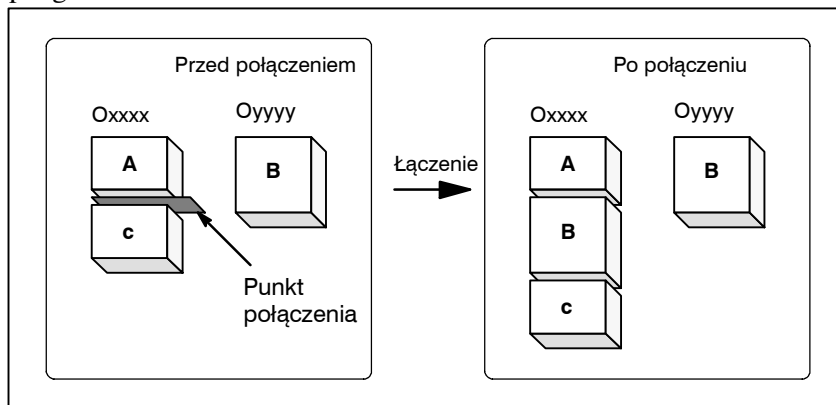 Przed połączeniem
Oxxxx
Oyyyy
A
B
c
Punkt
połączenia
Łączenie
Po połączeniu
Oxxxx
Oyyyy
A
B
B
c